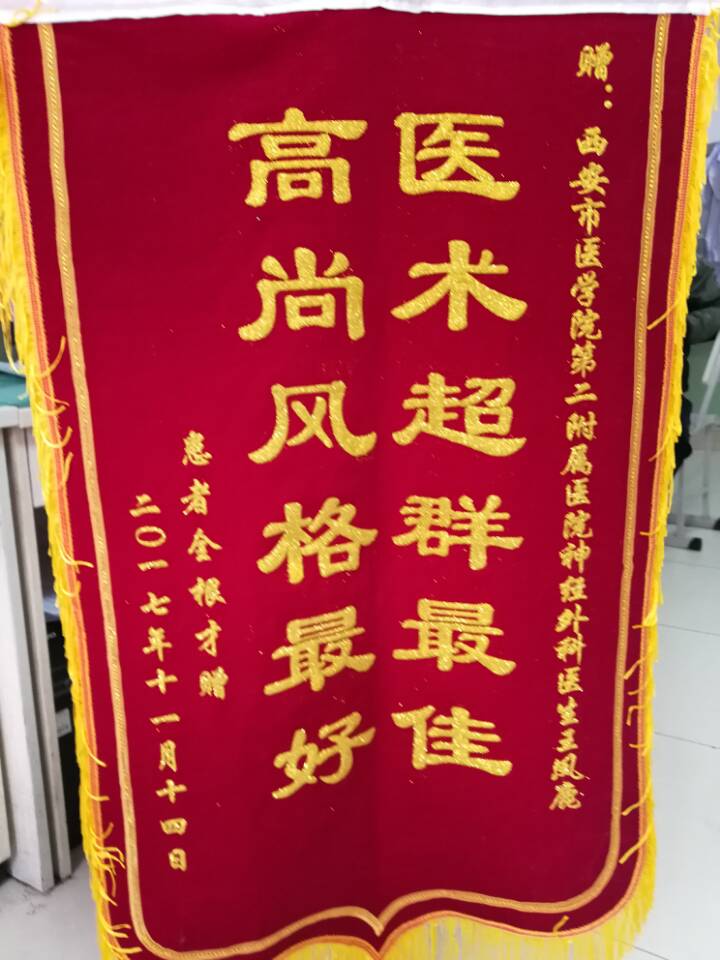 赠：西安市医学院第二附属医院神经外科医生王凤鹿
医术超群最佳
高尚风格最好
患者全根才赠
二〇一七年十一月十四日